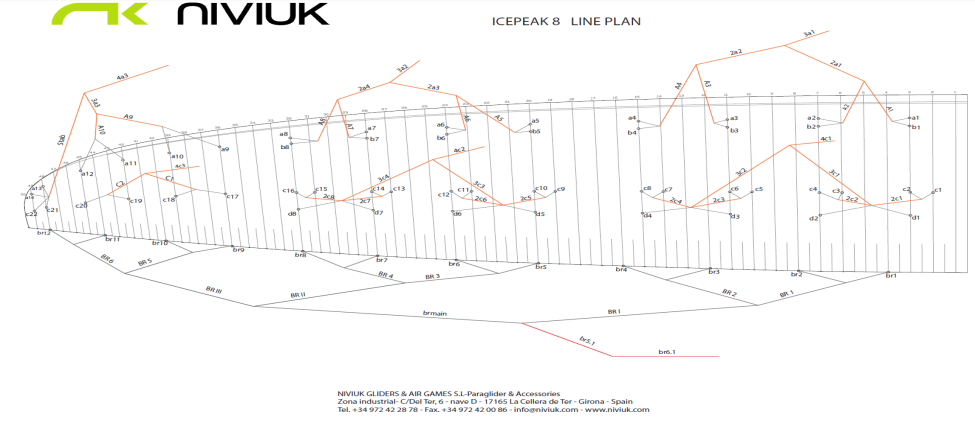 NIVIUK
ICEPEAK 8 LINE PLAN
3a1
2a2
2a1
4a3
3a2
2a4
2a3
A4
A3
a2
A1
3a3
A10
A9
A8
A7
A6
A5
Stab
a8
b8
a7
b7
a6
b6
a5
b5
a4
b4
a3
b3
a2
b2
a1
b1
a9
a10
a11
a12
a13
4c1
4c2
ac3
3c4
3c3
3c2
3c1
C2
C1
c22
c21
c20
c19
c18
c17
c16
c15
c14
c13
c12
c11
c10
c9
c8
c7
c6
c5
c4
c3
c2
c1
2c8
2c7
2c6
2c5
2c4
2c3
2c2
2c1
d8
d7
d6
d5
d4
d3
d2
d1
br12
br11
br10
br9
br8
br7
br6
br5
br4
br3
br2
br1
BR 6
BR 5
BR 4
BR 3
BR 2
BR 1
BR III
BR II
brmain
BR I
br5.1
br6.1
NIVIUK GLIDERS & AIR GAMES S.L-Paraglider & Accessories
Zona industrial- C/Del Ter, 6 - nave D - 17165 La Cellera de Ter - Girona - Spain
Tel. +34 972 42 28 78 - Fax. +34 972 42 00 86 - info@niviuk.com - www.niviuk.com